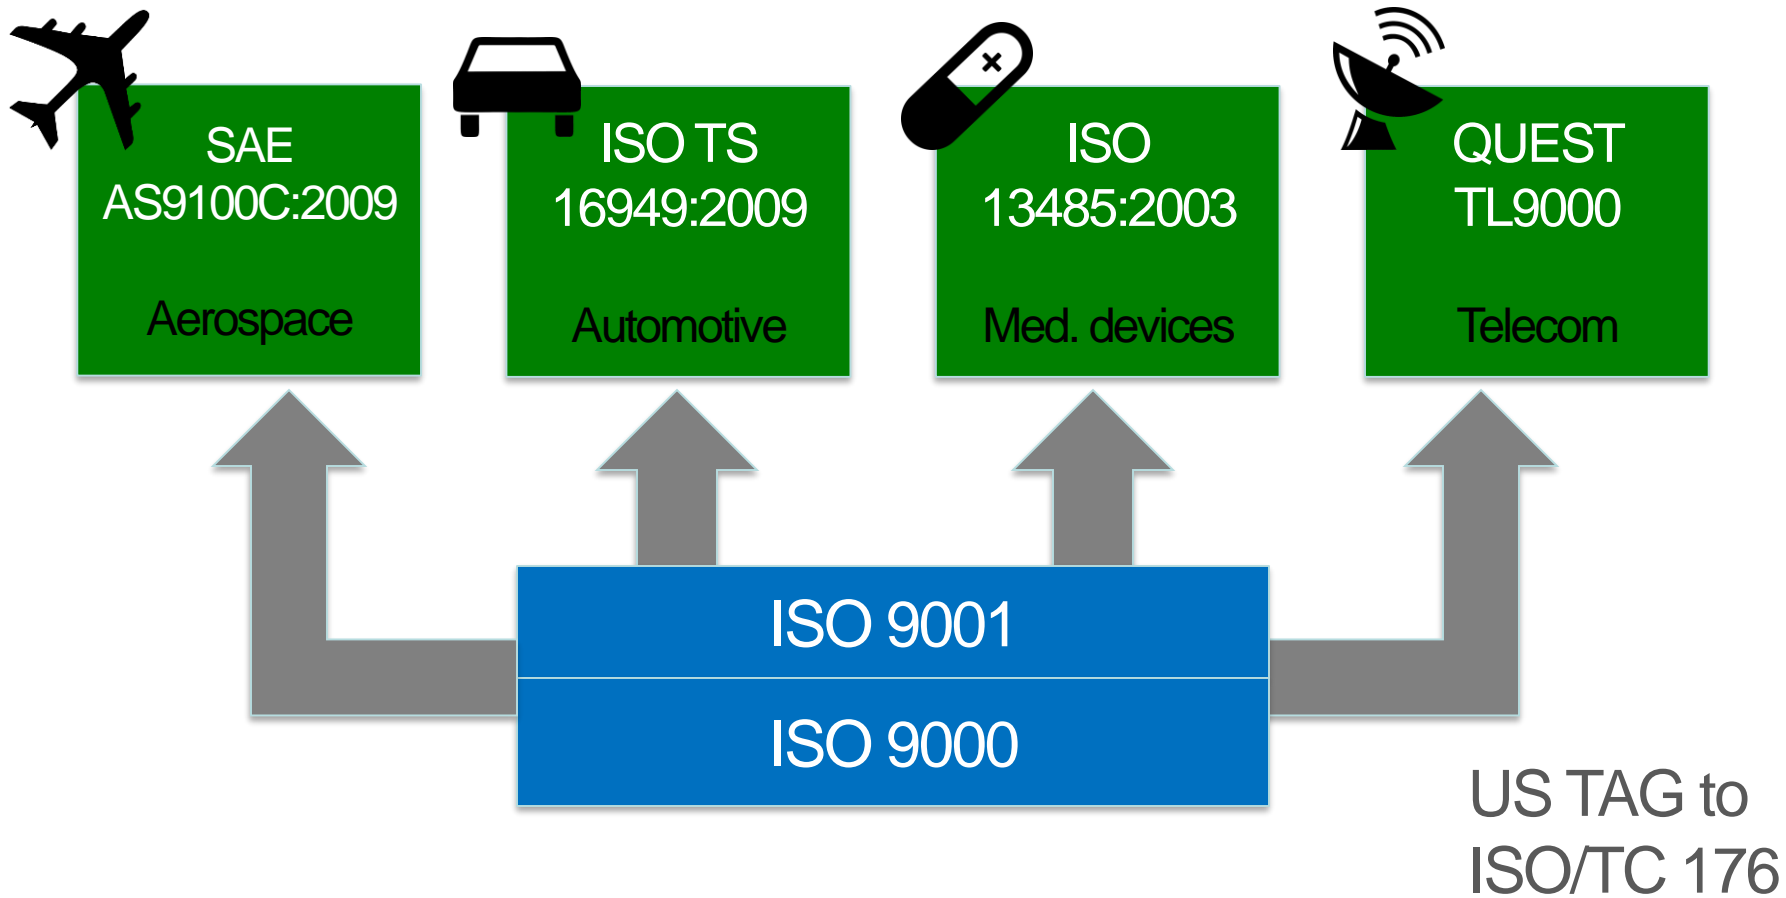 SAE
AS9100C:2009
Aerospace
ISO TS
16949:2009
Automotive
ISO
13485:2003
Med. devices
QUEST
TL9000
Telecom
ISO 9001
ISO 9000
US TAG to
ISO/TC 176